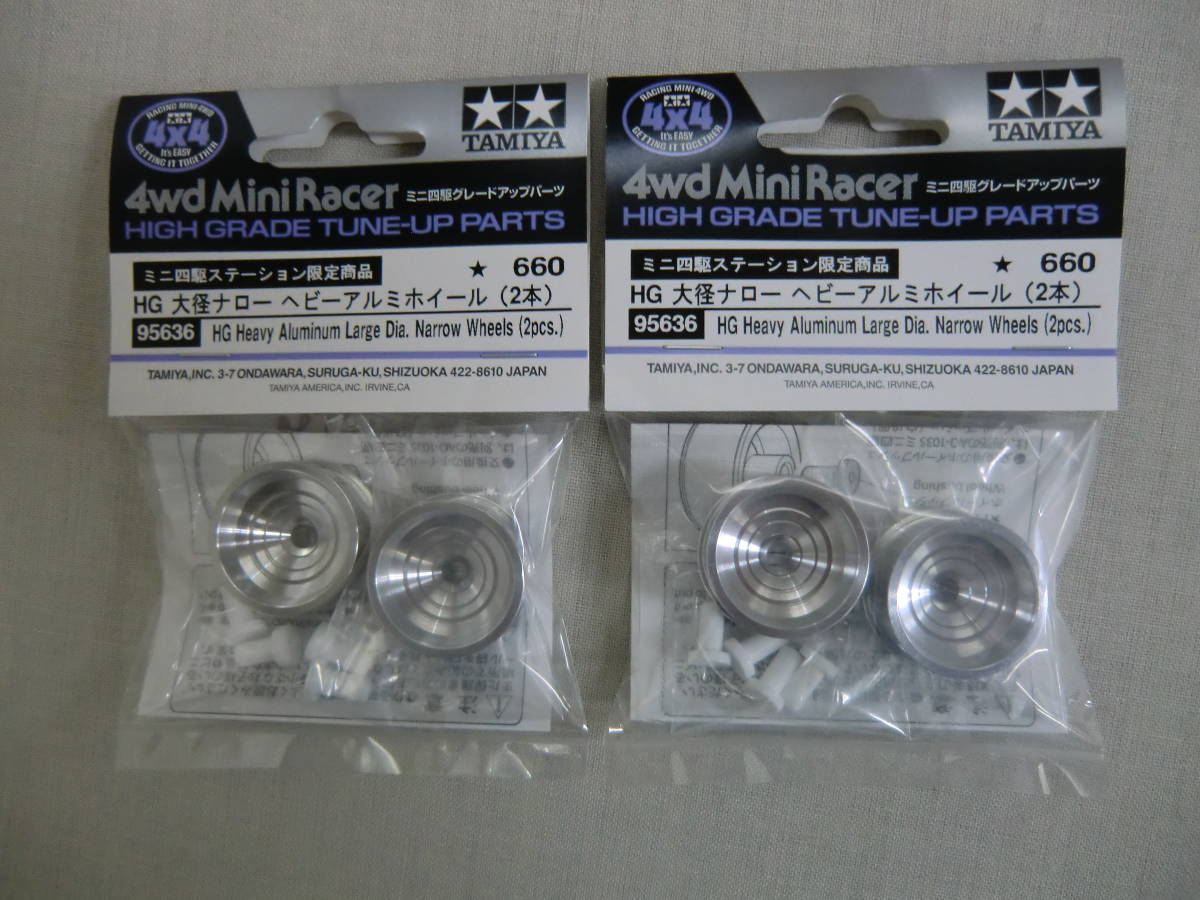 RACING MINI 4WD
4x4
It's EASY
GETTING IT TOGETHER
TAMIYA
4wd Mini Racer ミニ四駆グレードアップパーツ
HIGH GRADE TUNE-UP PARTS
ミニ四駆ステーション限定商品 ★ 660
HG 大径ナロー ヘビーアルミホイール（2本）
95636 HG Heavy Aluminum Large Dia. Narrow Wheels (2pcs.)
TAMIYA,INC. 3-7 ONDAWARA, SURUGA-KU, SHIZUOKA 422-8610 JAPAN
TAMIYA AMERICA,INC. IRVINE,CA
RACING MINI 4WD
4x4
It's EASY
GETTING IT TOGETHER
TAMIYA
4wd Mini Racer ミニ四駆グレードアップパーツ
HIGH GRADE TUNE-UP PARTS
ミニ四駆ステーション限定商品 ★ 660
HG 大径ナロー ヘビーアルミホイール（2本）
95636 HG Heavy Aluminum Large Dia. Narrow Wheels (2pcs.)
TAMIYA,INC. 3-7 ONDAWARA, SURUGA-KU, SHIZUOKA 422-8610 JAPAN
TAMIYA AMERICA,INC. IRVINE,CA